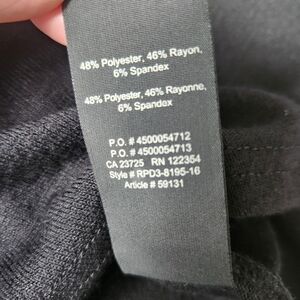 48% Polyester, 46% Rayon,
6% Spandex
48% Polyester, 46% Rayonne,
6% Spandex
P.O. # 4500054712
P.O. # 4500054713
CA 23725 RN 122354
Style # RPD3-8195-16
Article # 59131